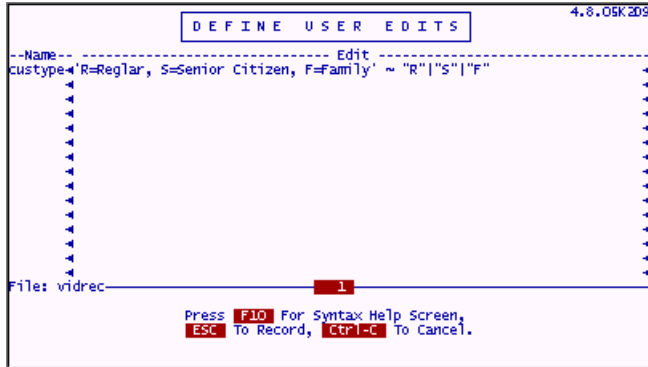 4.8.05K2D9
D E F I N E   U S E R   E D I T S
--Name-- ------------------------------------ Edit ------------------------------------------
custype 'R=Reglar, S=Senior Citizen, F=Family' ~ "R"|"S"|"F"
File: vidrec 1
Press F10 For Syntax Help Screen,
ESC To Record, Ctrl-C To Cancel.